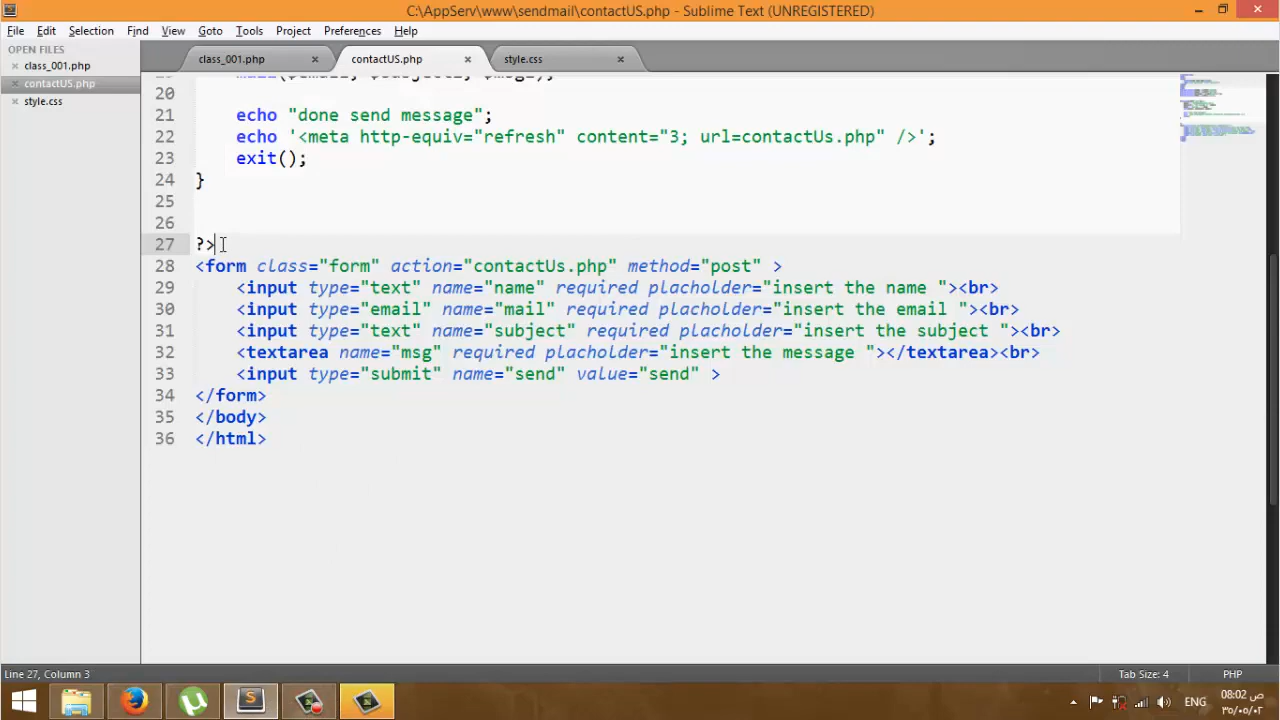 C:\AppServ\www\sendmail\contactUS.php - Sublime Text (UNREGISTERED)
File Edit Selection Find View Goto Tools Project Preferences Help
OPEN FILES
class_001.php
contactUS.php
style.css
class_001.php contactUS.php style.css
20
21 echo "done send message";
22 echo '<meta http-equiv="refresh" content="3; url=contactUs.php" />';
23 exit();
24 }
25
26
27 ?>
28 <form class="form" action="contactUs.php" method="post" >
29 <input type="text" name="name" required placholder="insert the name "><br>
30 <input type="email" name="mail" required placholder="insert the email "><br>
31 <input type="text" name="subject" required placholder="insert the subject "><br>
32 <textarea name="msg" required placholder="insert the message "></textarea><br>
33 <input type="submit" name="send" value="send" >
34 </form>
35 </body>
36 </html>
Line 27, Column 3 Tab Size: 4 PHP
ENG
08:02 ص
٣٥/٠٥/٠٢